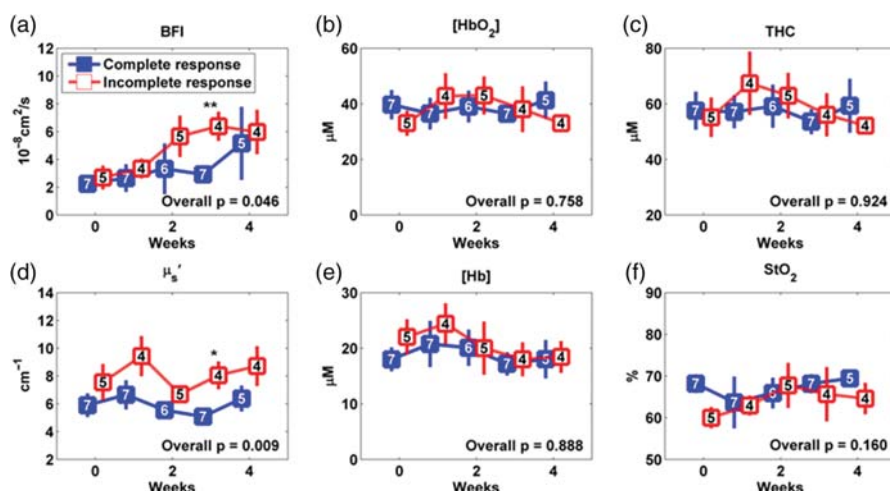 (a) BFI
12
10
8
6
4
2
0
10⁻⁸cm²/s
Complete response
Incomplete response
**
5 4 5 4 4
7 7 6 7 5
Overall p = 0.046
0 2 4
Weeks
(b) [HbO₂]
60
40
20
0
μM
7 7 6 7 5
5 4 5 4 4
Overall p = 0.758
0 2 4
Weeks
(c) THC
80
60
40
20
μM
7 7 6 7 5
5 4 5 4 4
Overall p = 0.924
0 2 4
Weeks
(d) μₛ′
14
12
10
8
6
4
2
cm⁻¹
*
5 4 5 4 4
7 7 6 7 5
Overall p = 0.009
0 2 4
Weeks
(e) [Hb]
30
20
10
0
μM
5 4 5 4 4
7 7 6 7 5
Overall p = 0.888
0 2 4
Weeks
(f) StO₂
90
80
70
60
50
%
7 7 6 7 5
5 4 5 4 4
Overall p = 0.160
0 2 4
Weeks